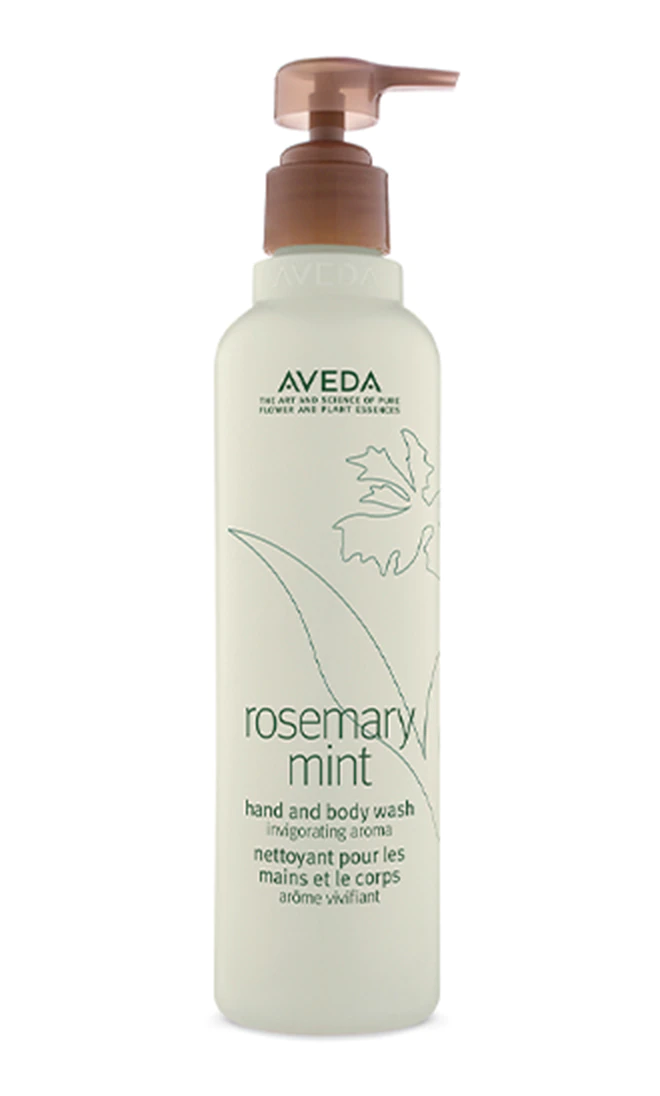 AVEDA
AVEDA
THE ART AND SCIENCE OF PURE
FLOWER AND PLANT ESSENCES
rosemary
mint
hand and body wash
invigorating aroma
nettoyant pour les
mains et le corps
arôme vivifiant